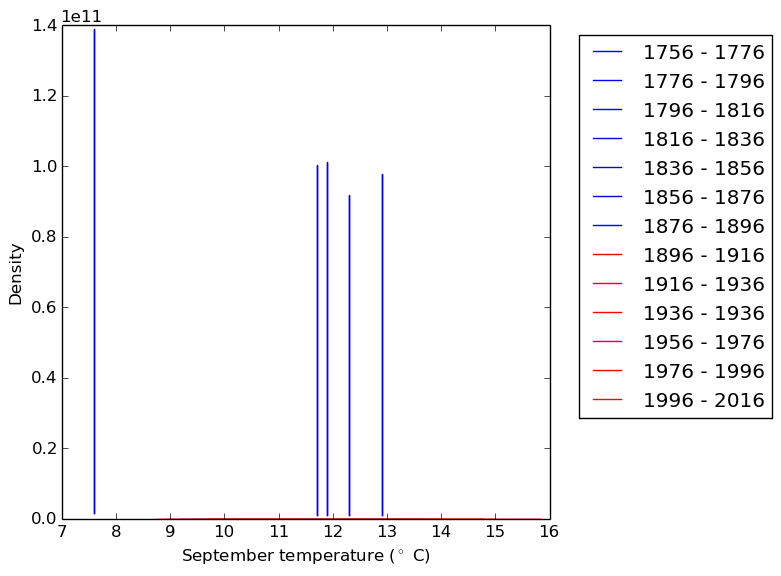 1e11
1.4
1.2
1.0
0.8
0.6
0.4
0.2
0.0
7 8 9 10 11 12 13 14 15 16
Density
September temperature (° C)
1756 - 1776
1776 - 1796
1796 - 1816
1816 - 1836
1836 - 1856
1856 - 1876
1876 - 1896
1896 - 1916
1916 - 1936
1936 - 1936
1956 - 1976
1976 - 1996
1996 - 2016